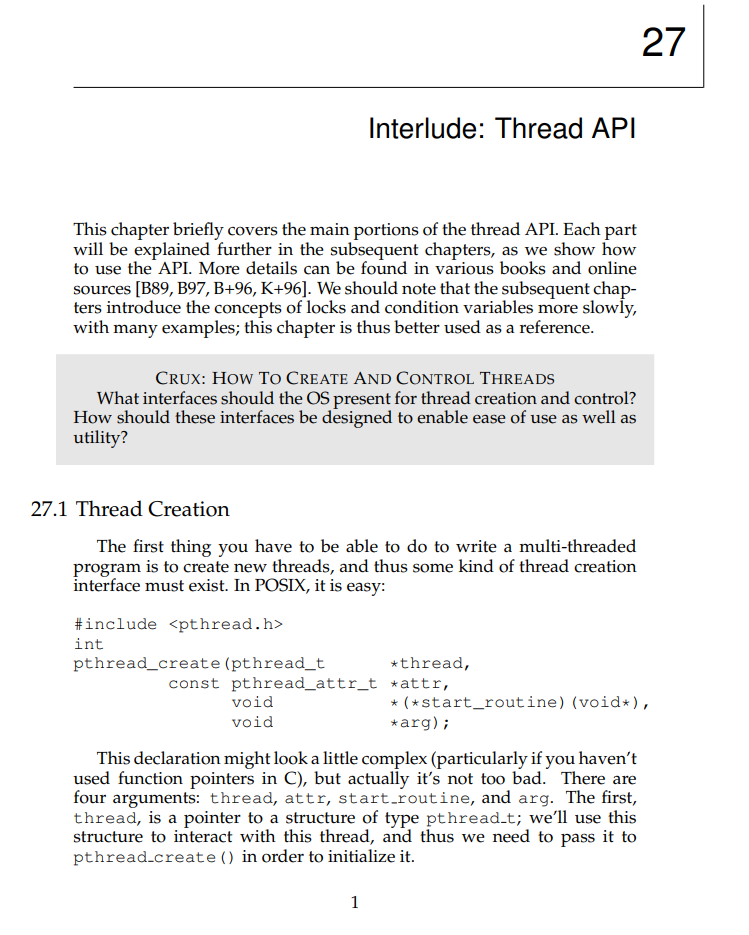 27
Interlude: Thread API
This chapter briefly covers the main portions of the thread API. Each part
will be explained further in the subsequent chapters, as we show how
to use the API. More details can be found in various books and online
sources [B89, B97, B+96, K+96]. We should note that the subsequent chap-
ters introduce the concepts of locks and condition variables more slowly,
with many examples; this chapter is thus better used as a reference.
CRUX: HOW TO CREATE AND CONTROL THREADS
What interfaces should the OS present for thread creation and control?
How should these interfaces be designed to enable ease of use as well as
utility?
27.1 Thread Creation
The first thing you have to be able to do to write a multi-threaded
program is to create new threads, and thus some kind of thread creation
interface must exist. In POSIX, it is easy:
#include <pthread.h>
int
pthread_create(pthread_t      *thread,
         const pthread_attr_t *attr,
               void           *(*start_routine)(void*),
               void           *arg);
This declaration might look a little complex (particularly if you haven't
used function pointers in C), but actually it's not too bad. There are
four arguments: thread, attr, start_routine, and arg. The first,
thread, is a pointer to a structure of type pthread_t; we'll use this
structure to interact with this thread, and thus we need to pass it to
pthread_create() in order to initialize it.
1